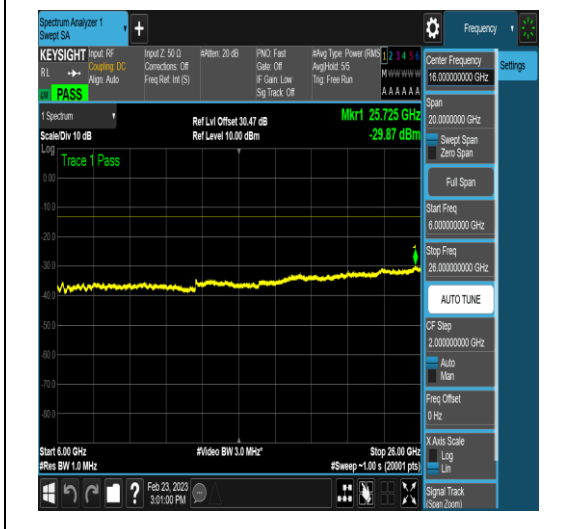 Spectrum Analyzer 1
Swept SA
+
Frequency
KEYSIGHT
RL
PASS
Input: RF
Coupling: DC
Align: Auto
Input Z: 50 Ω
Corrections: Off
Freq Ref: Int (S)
#Atten: 20 dB
PNO: Fast
Gate: Off
IF Gain: Low
Sig Track: Off
#Avg Type: Power (RMS
Avg|Hold: 5/5
Trig: Free Run
1 2 3 4 5 6
M W W W W W
A A A A A A
1 Spectrum
Scale/Div 10 dB
Ref Lvl Offset 30.47 dB
Ref Level 10.00 dBm
Mkr1 25.725 GHz
-29.87 dBm
Log
Trace 1 Pass
0.00
-10.0
-20.0
-30.0
-40.0
-50.0
-60.0
-70.0
-80.0
1
Start 6.00 GHz
#Res BW 1.0 MHz
#Video BW 3.0 MHz*
Stop 26.00 GHz
#Sweep ~1.00 s (20001 pts)
Feb 23, 2023
3:01:00 PM
?
Center Frequency
16.000000000 GHz
Settings
Span
20.0000000 GHz
Swept Span
Zero Span
Full Span
Start Freq
6.000000000 GHz
Stop Freq
26.000000000 GHz
AUTO TUNE
CF Step
2.000000000 GHz
Auto
Man
Freq Offset
0 Hz
X Axis Scale
Log
Lin
Signal Track
(Span Zoom)